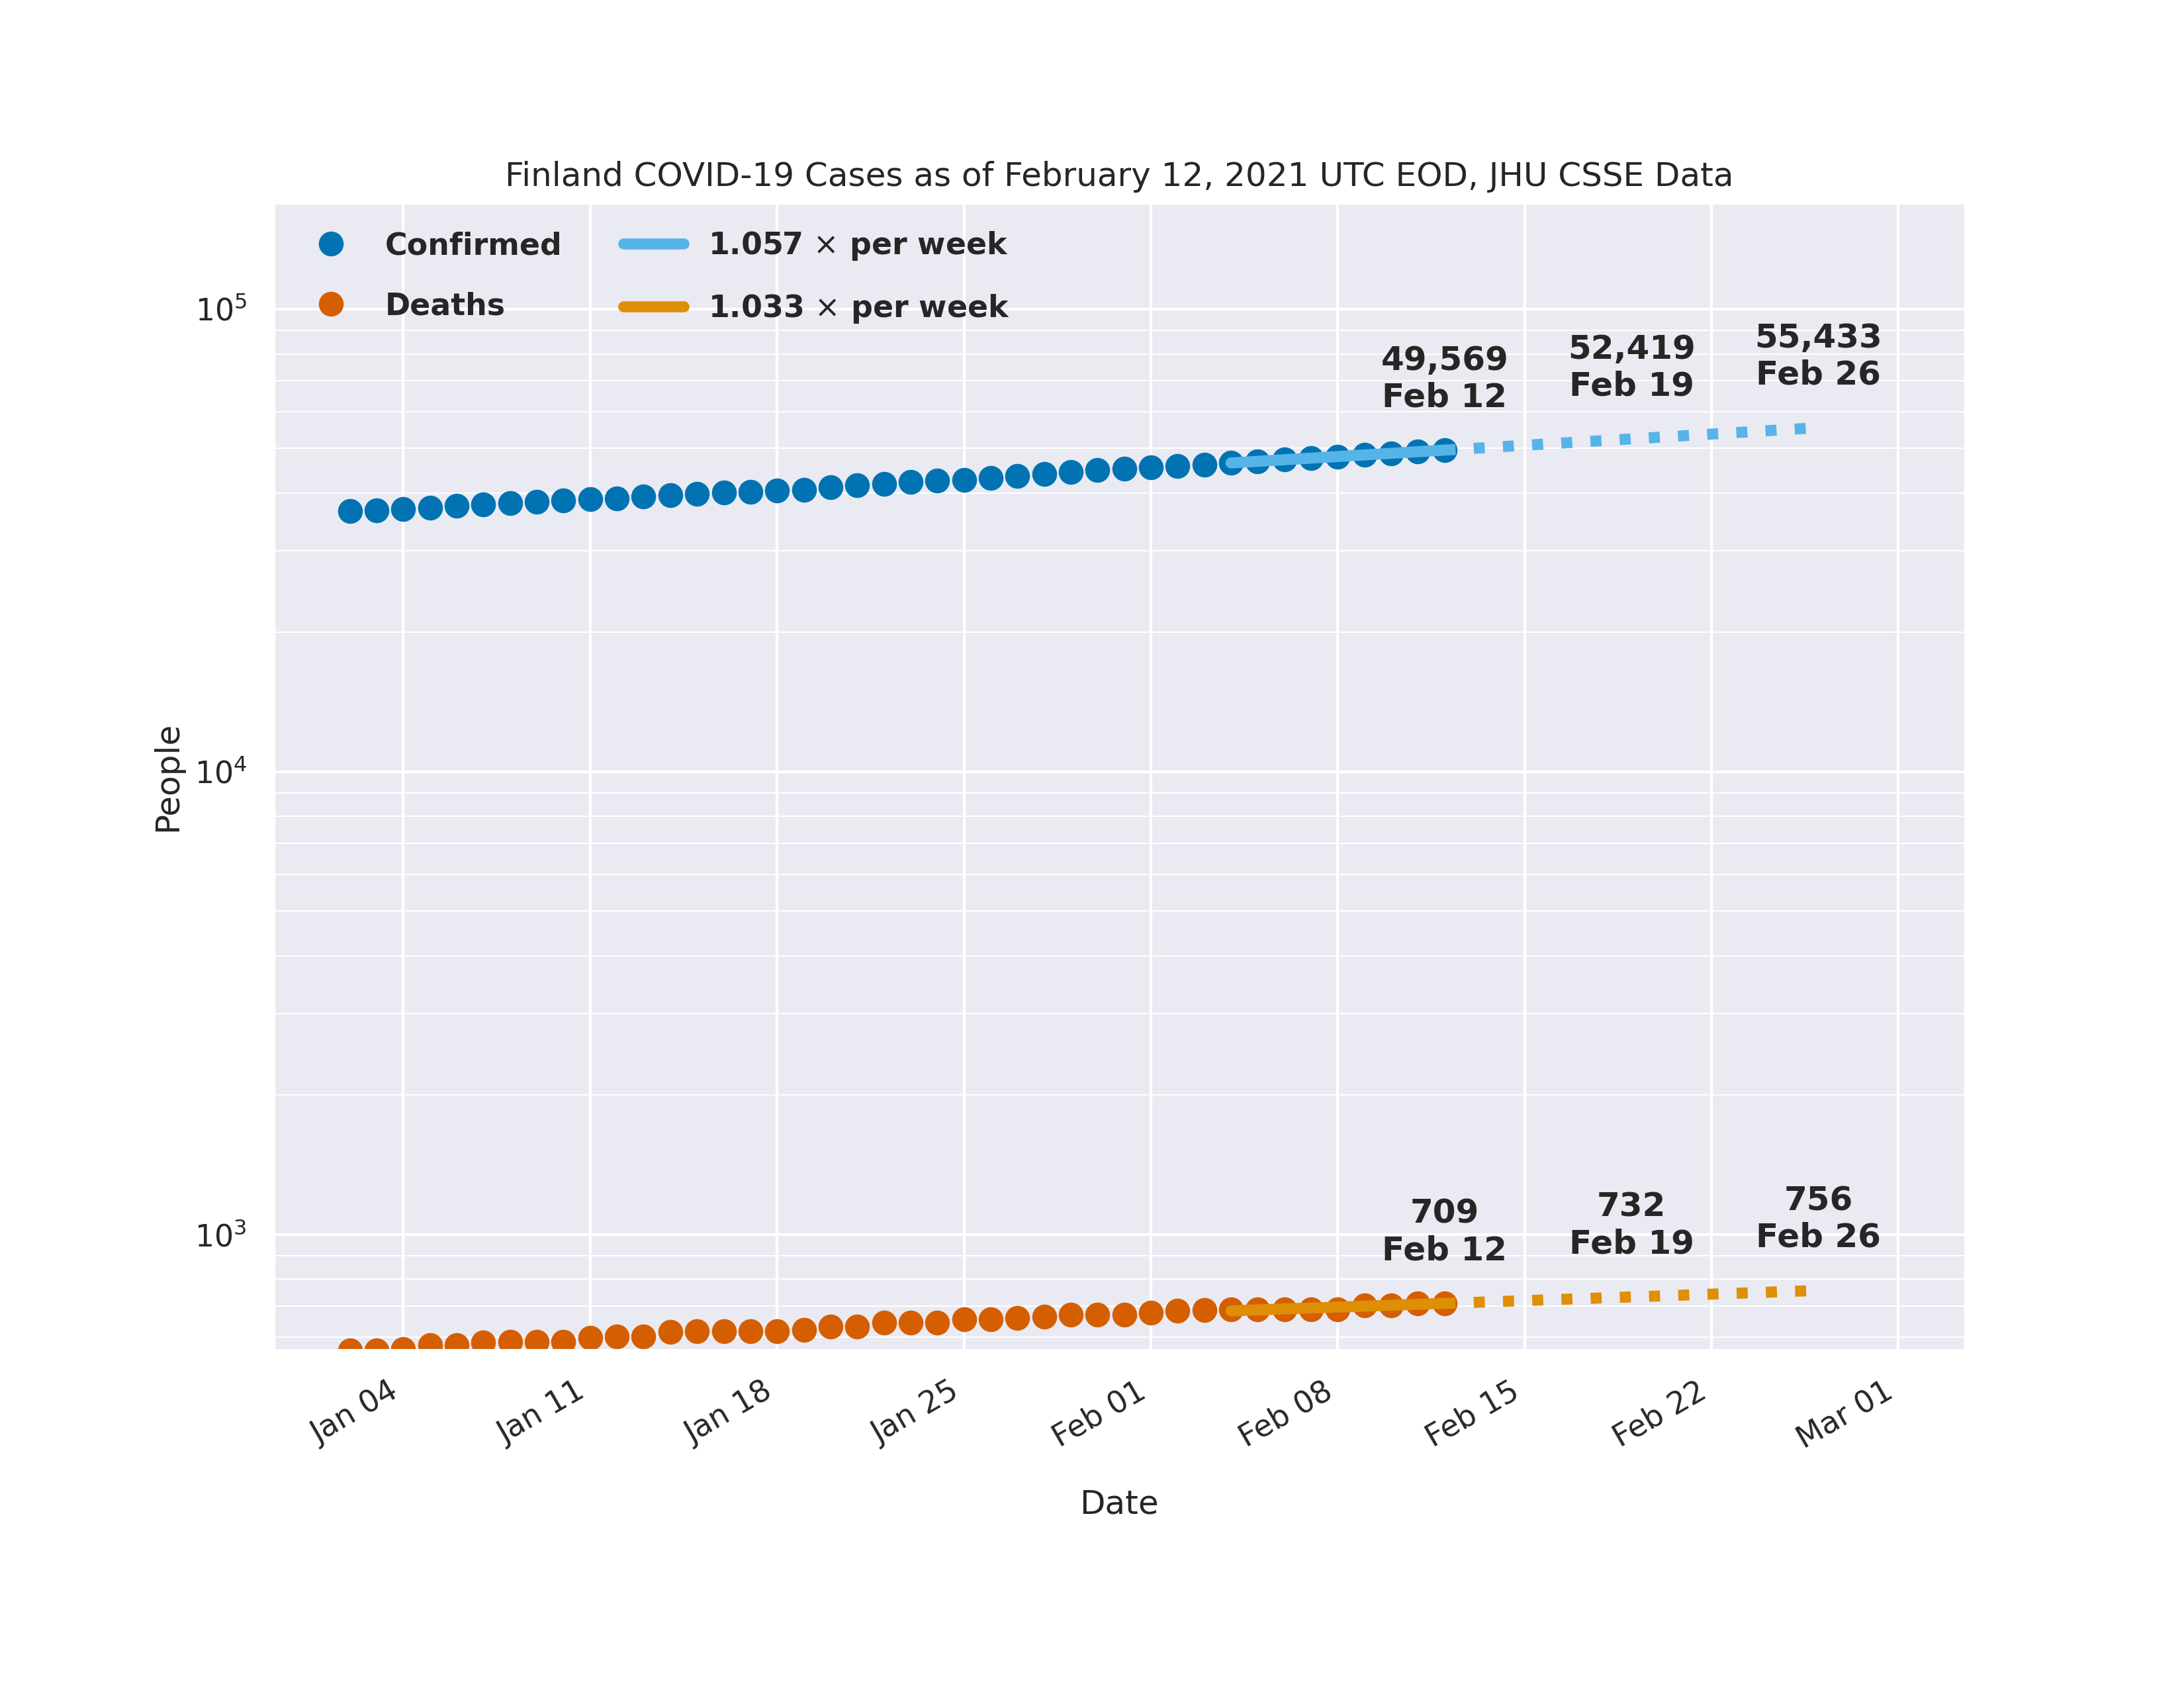 Finland COVID-19 Cases as of February 12, 2021 UTC EOD, JHU CSSE Data
Confirmed
Deaths
1.057 × per week
1.033 × per week
49,569
Feb 12
52,419
Feb 19
55,433
Feb 26
709
Feb 12
732
Feb 19
756
Feb 26
People
10⁵
10⁴
10³
Jan 04
Jan 11
Jan 18
Jan 25
Feb 01
Feb 08
Feb 15
Feb 22
Mar 01
Date